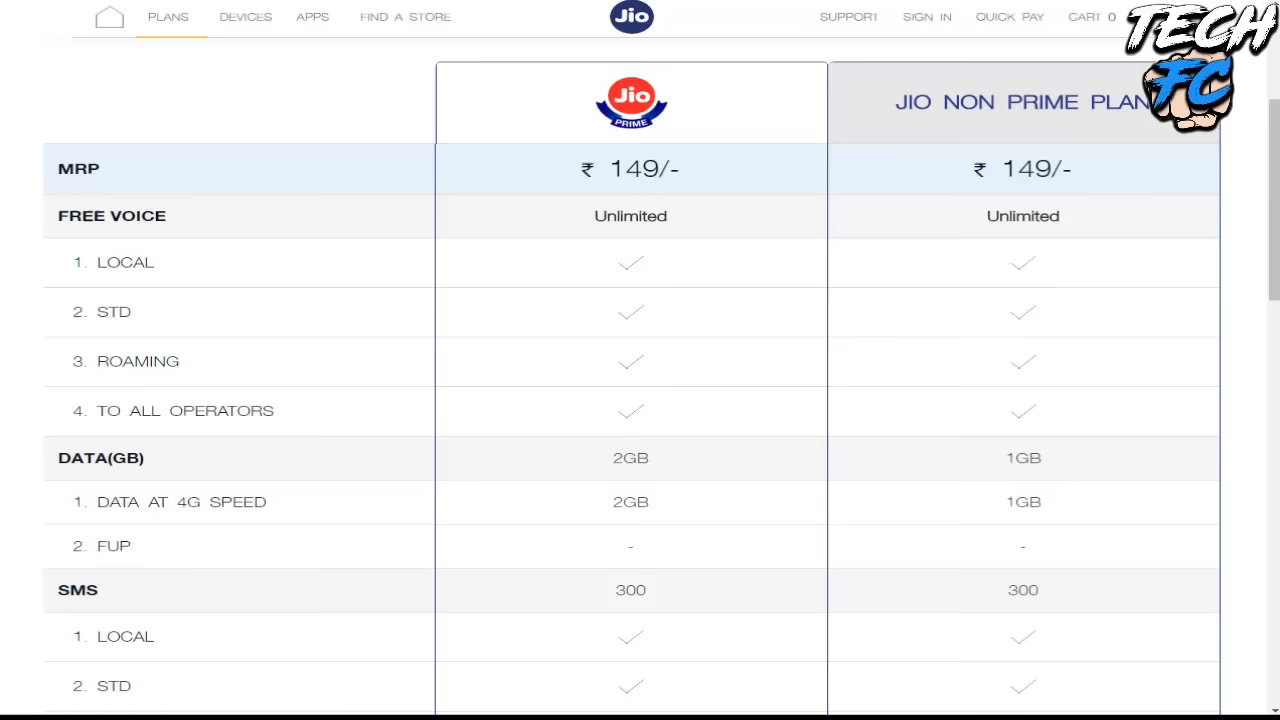 PLANS DEVICES APPS FIND A STORE Jio SUPPORT SIGN IN QUICK PAY CART 0
TECH
FC
Jio
PRIME
JIO NON PRIME PLAN
MRP ₹ 149/- ₹ 149/-
FREE VOICE Unlimited Unlimited
1. LOCAL
2. STD
3. ROAMING
4. TO ALL OPERATORS
DATA(GB) 2GB 1GB
1. DATA AT 4G SPEED 2GB 1GB
2. FUP - -
SMS 300 300
1. LOCAL
2. STD